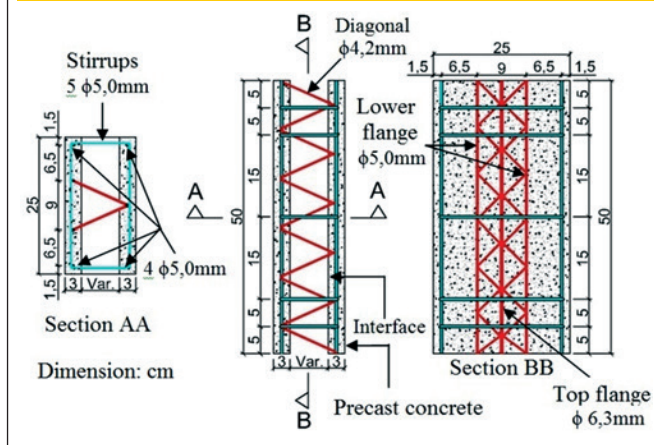 Stirrups
5 ϕ5,0mm
1.5
6.5
9
6.5
1.5
25
3 Var. 3
4 ϕ5,0mm
Section AA
Dimension: cm
B
Diagonal
ϕ4,2mm
5
5
15
15
5
5
50
A
A
3 Var. 3
B
Lower
flange
ϕ5,0mm
Interface
Precast concrete
25
1,5 6,5 9 6,5 1,5
5
5
15
15
5
5
50
Section BB
Top flange
ϕ 6,3mm